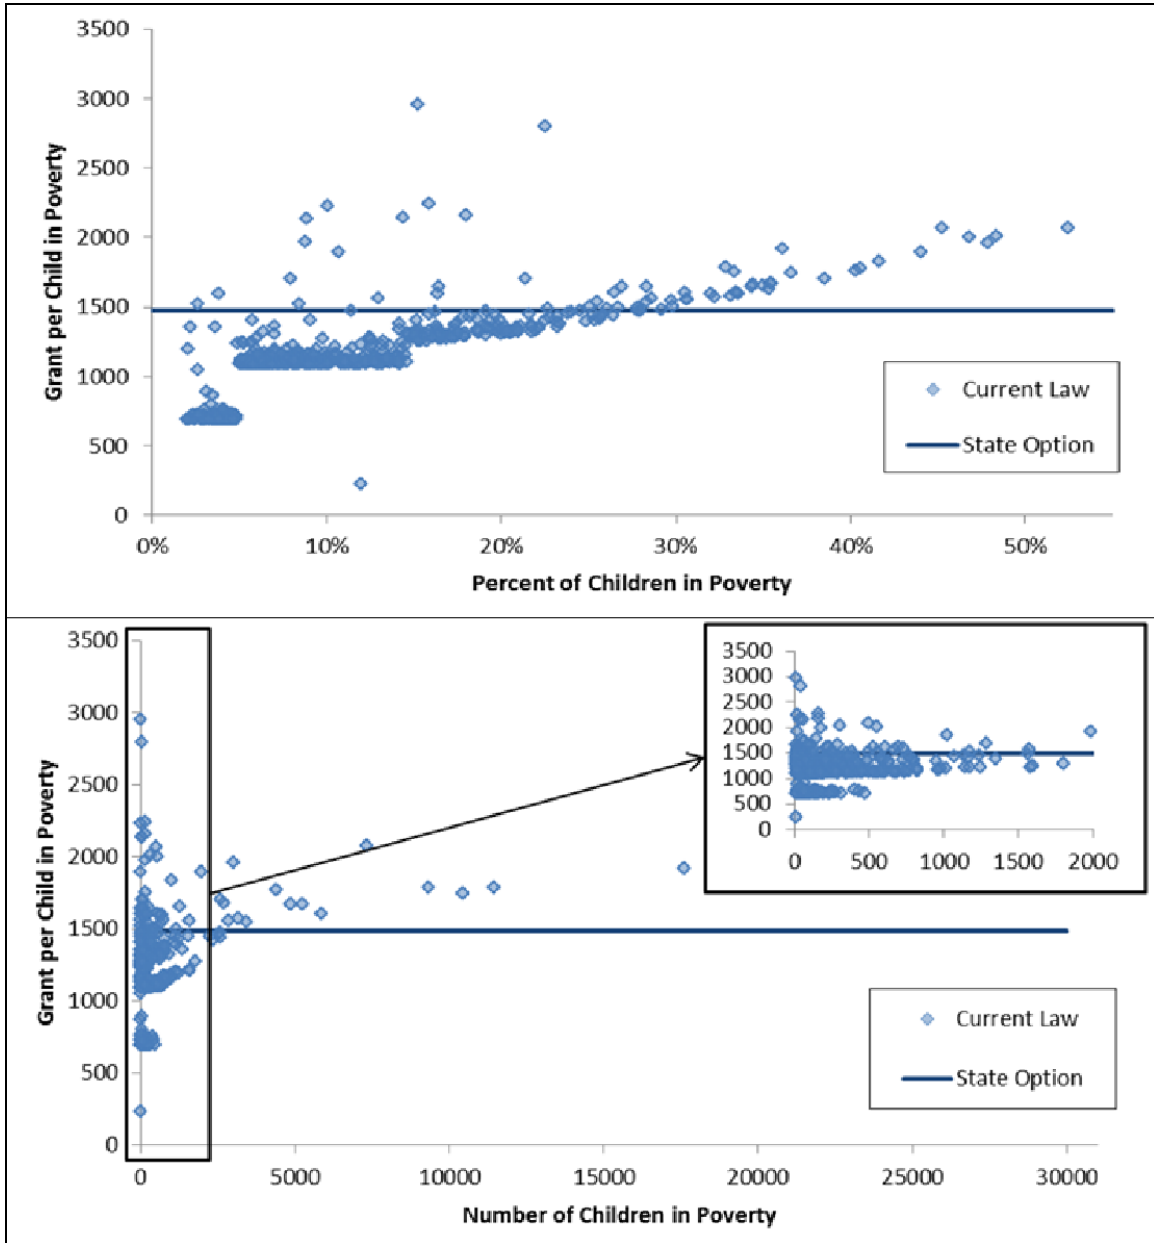 3500
3000
2500
2000
1500
1000
500
0
Grant per Child in Poverty
0% 10% 20% 30% 40% 50%
Percent of Children in Poverty
Current Law
State Option
3500
3000
2500
2000
1500
1000
500
0
Grant per Child in Poverty
0 5000 10000 15000 20000 25000 30000
Number of Children in Poverty
3500
3000
2500
2000
1500
1000
500
0
0 500 1000 1500 2000
Current Law
State Option